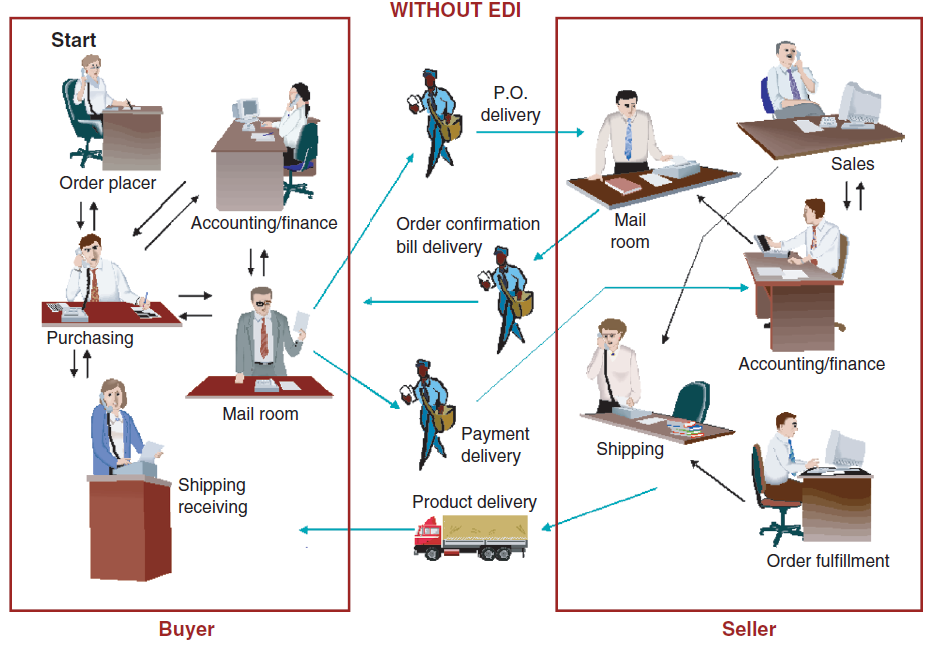 WITHOUT EDI
Start
Order placer
Accounting/finance
Purchasing
Mail room
Shipping
receiving
Buyer
P.O.
delivery
Order confirmation
bill delivery
Payment
delivery
Product delivery
Mail
room
Sales
Accounting/finance
Shipping
Order fulfillment
Seller